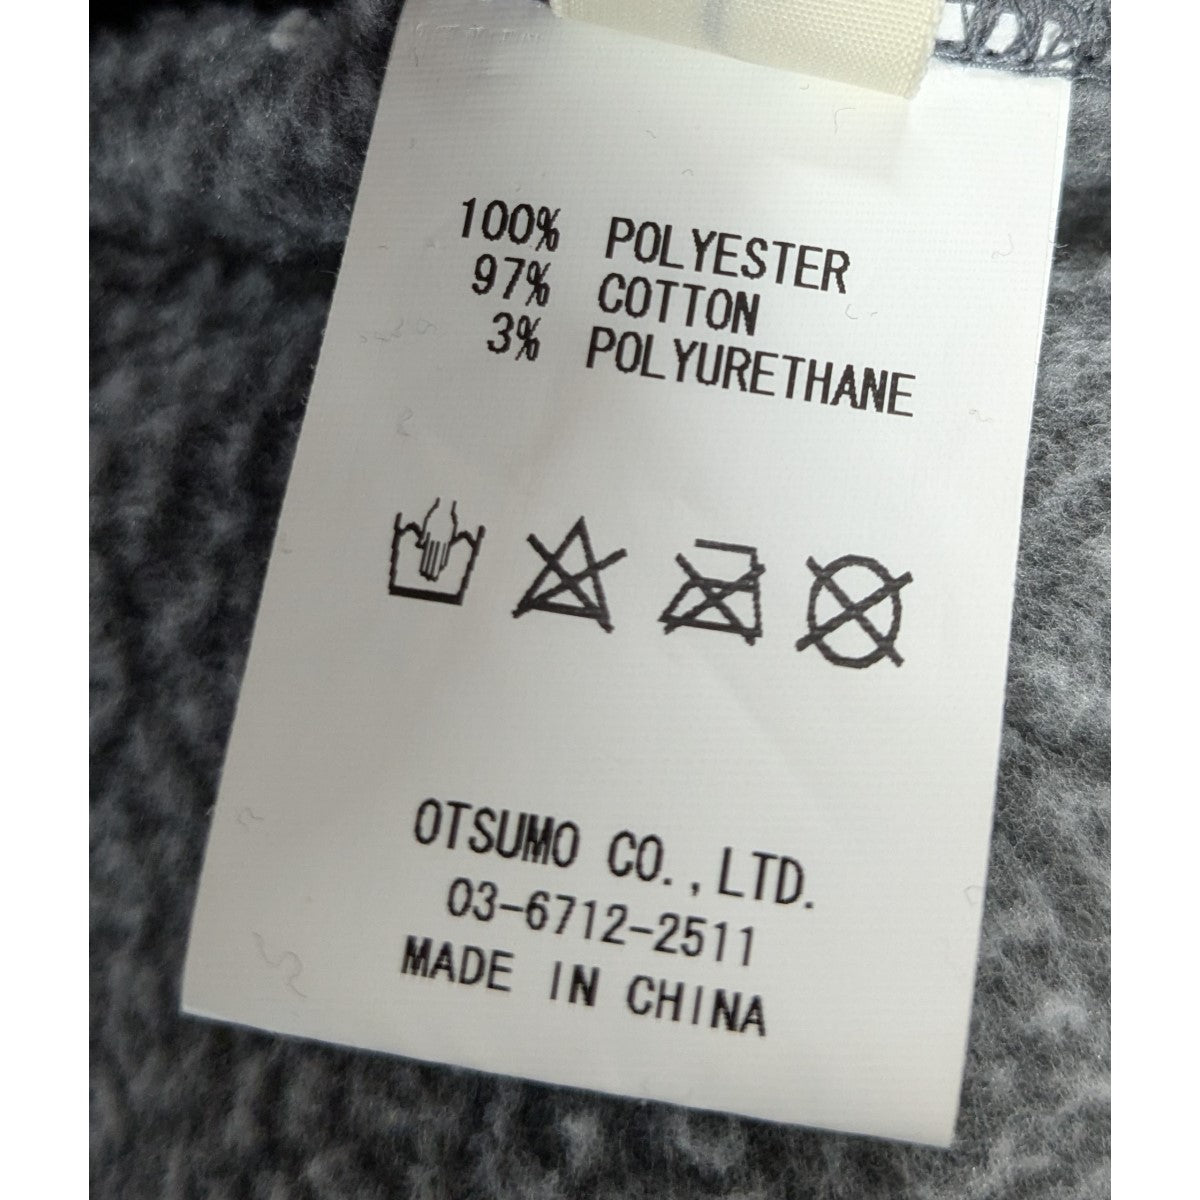 100% POLYESTER
97% COTTON
3% POLYURETHANE
OTSUMO CO., LTD.
03-6712-2511
MADE IN CHINA